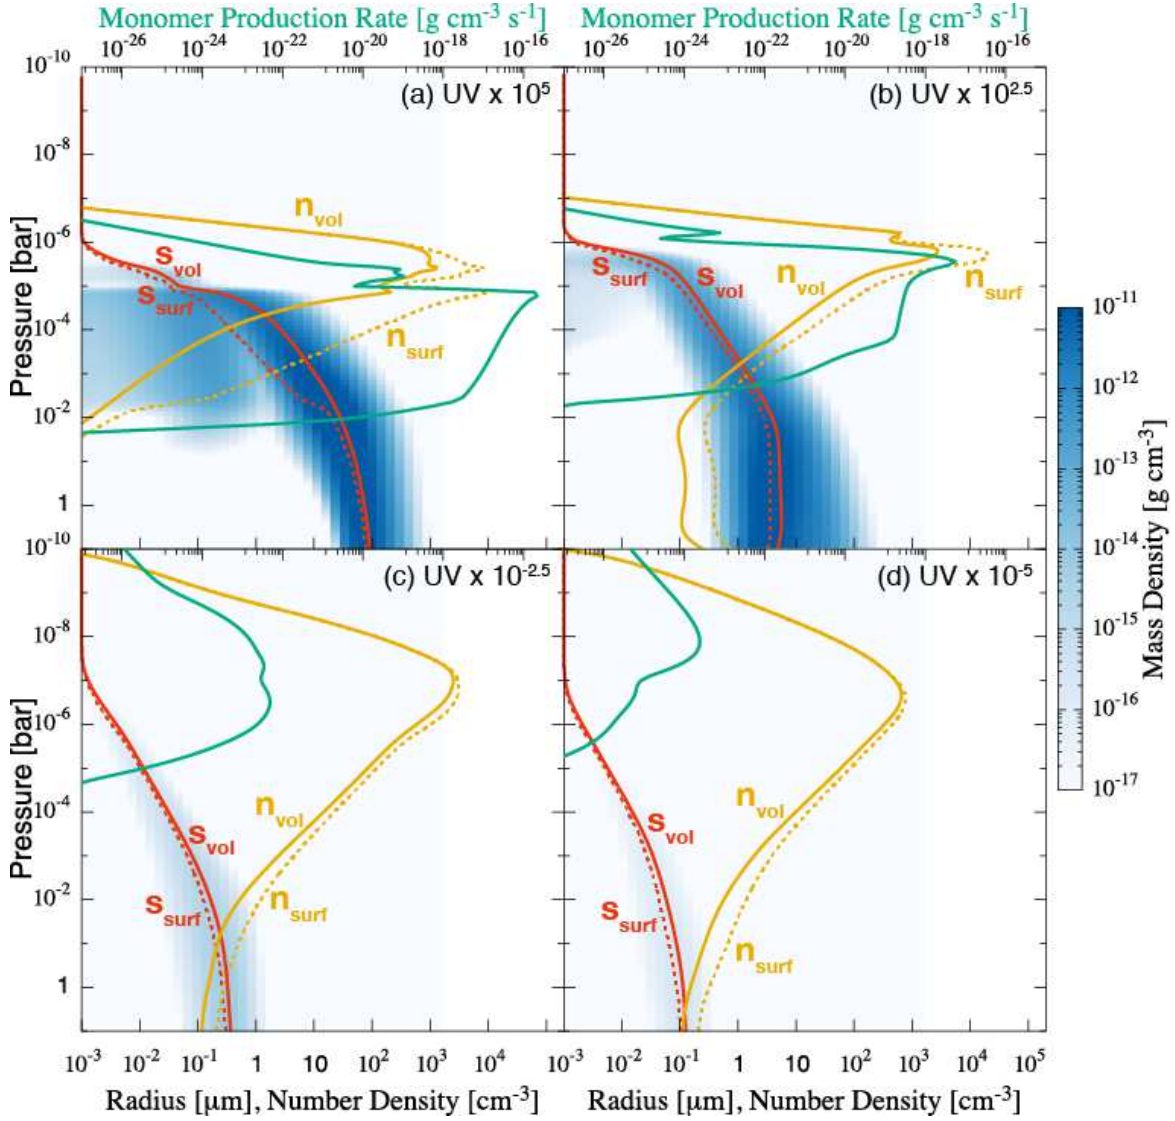 Monomer Production Rate [g cm-3 s-1] Monomer Production Rate [g cm-3 s-1]
10-26 10-24 10-22 10-20 10-18 10-16 10-26 10-24 10-22 10-20 10-18 10-16
10-10
(a) UV x 105 (b) UV x 102.5
10-8
nvol
10-6
svol
ssurf
ssurf svol nvol nsurf
Pressure [bar]
10-4
nsurf
10-2
1
10-10
10-11
10-12
10-13
10-14
10-15
10-16
10-17
Mass Density [g cm-3]
(c) UV x 10-2.5 (d) UV x 10-5
10-8
10-6
Pressure [bar]
10-4
nvol nvol
svol svol
10-2
ssurf nsurf ssurf
nsurf
1
10-3 10-2 10-1 1 10 102 103 104 10-3 10-2 10-1 1 10 102 103 104 105
Radius [μm], Number Density [cm-3] Radius [μm], Number Density [cm-3]